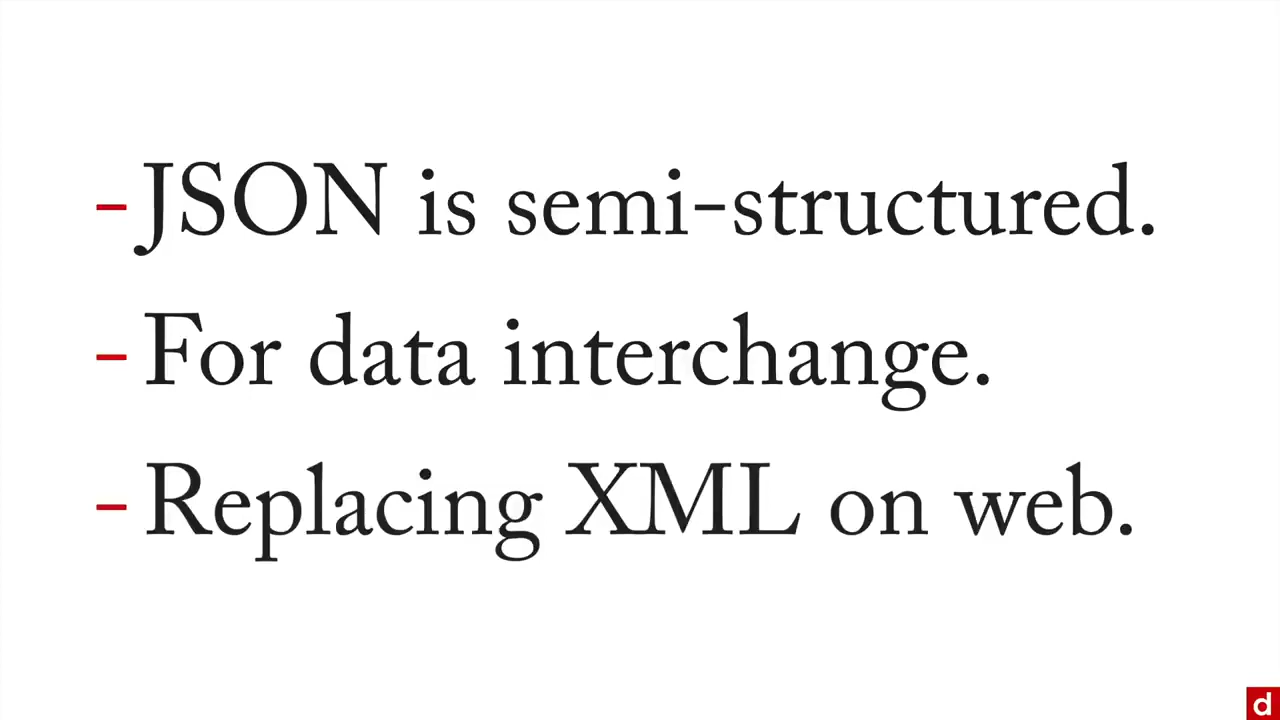 -JSON is semi-structured.
-For data interchange.
-Replacing XML on web.
d